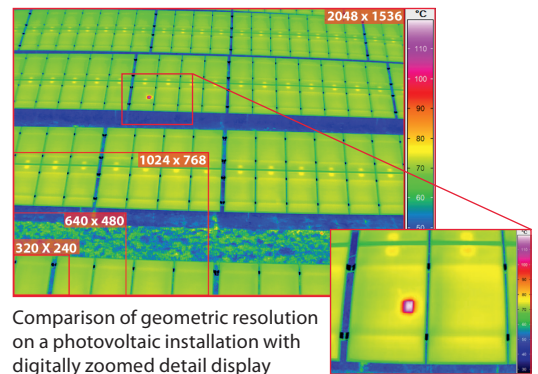 2048 x 1536
°C
110
100
90
80
70
60
50
1024 x 768
640 x 480
320 X 240
°C
Comparison of geometric resolution
on a photovoltaic installation with
digitally zoomed detail display